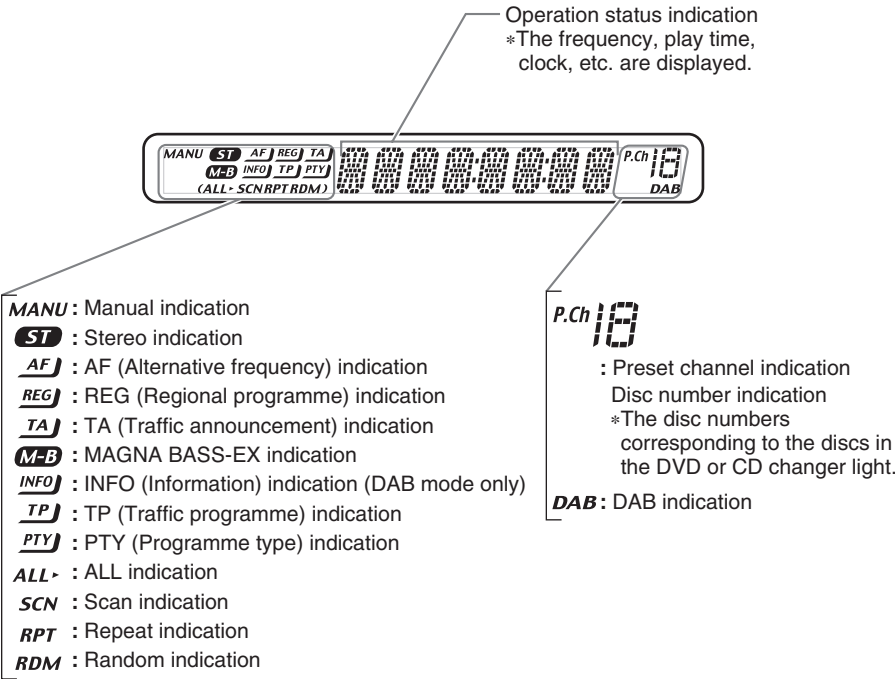 Operation status indication
*The frequency, play time,
clock, etc. are displayed.
MANU ST AF REG TA
M-B INFO TP PTY
(ALL▸ SCN RPT RDM)
P.Ch 18
DAB
MANU : Manual indication
ST : Stereo indication
AF : AF (Alternative frequency) indication
REG : REG (Regional programme) indication
TA : TA (Traffic announcement) indication
M-B : MAGNA BASS-EX indication
INFO : INFO (Information) indication (DAB mode only)
TP : TP (Traffic programme) indication
PTY : PTY (Programme type) indication
ALL▸ : ALL indication
SCN : Scan indication
RPT : Repeat indication
RDM : Random indication
P.Ch 18
: Preset channel indication
Disc number indication
*The disc numbers
corresponding to the discs in
the DVD or CD changer light.
DAB : DAB indication